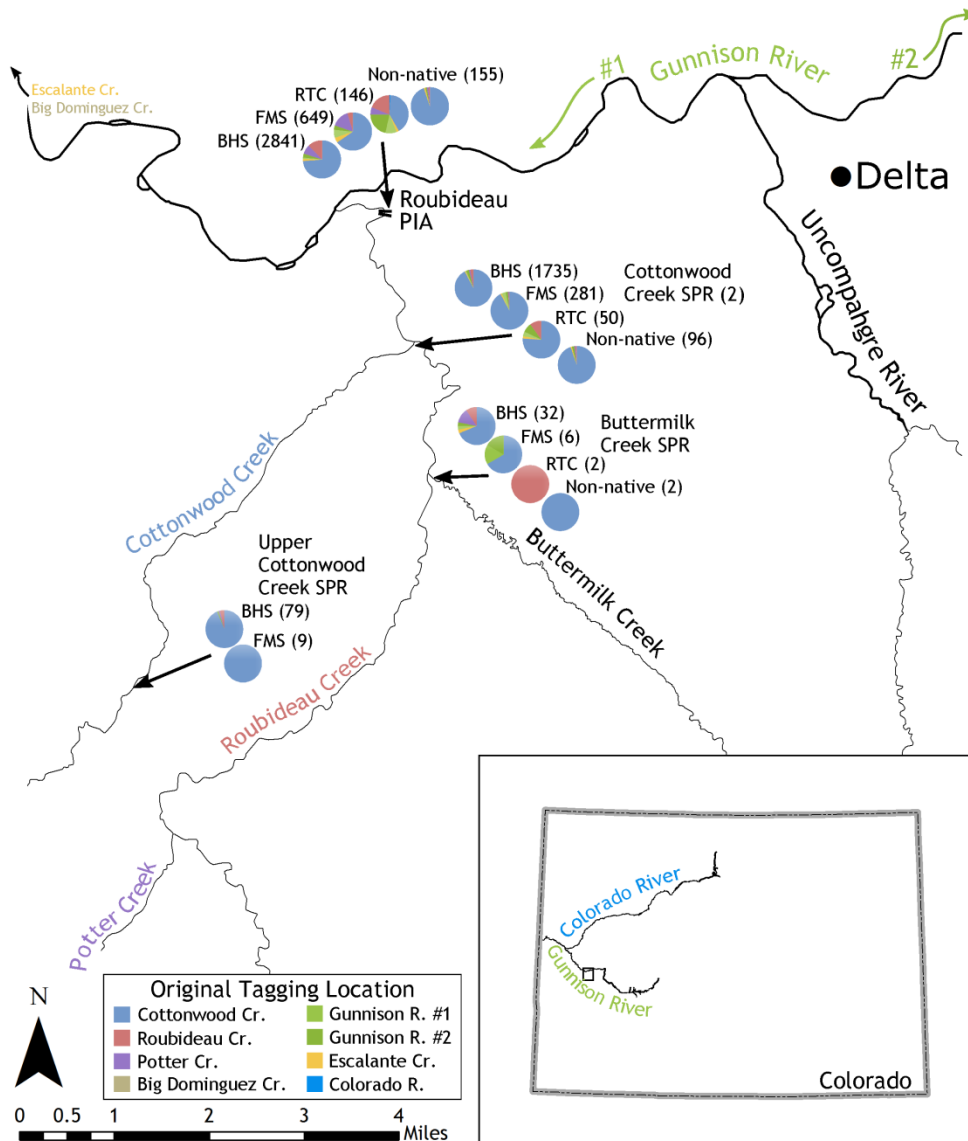 #2
#1
Gunnison River
Non-native (155)
RTC (146)
FMS (649)
BHS (2841)
Escalante Cr.
Big Dominguez Cr.
Delta
Roubideau
PIA
Uncompahgre River
BHS (1735)
FMS (281)
RTC (50)
Non-native (96)
Cottonwood
Creek SPR (2)
BHS (32)
FMS (6)
RTC (2)
Non-native (2)
Buttermilk
Creek SPR
Cottonwood Creek
Buttermilk Creek
Upper
Cottonwood
Creek SPR
BHS (79)
FMS (9)
Roubideau Creek
Potter Creek
N
Original Tagging Location
Cottonwood Cr.
Roubideau Cr.
Potter Cr.
Big Dominguez Cr.
Gunnison R. #1
Gunnison R. #2
Escalante Cr.
Colorado R.
0 0.5 1 2 3 4
Miles
Colorado River
Gunnison River
Colorado